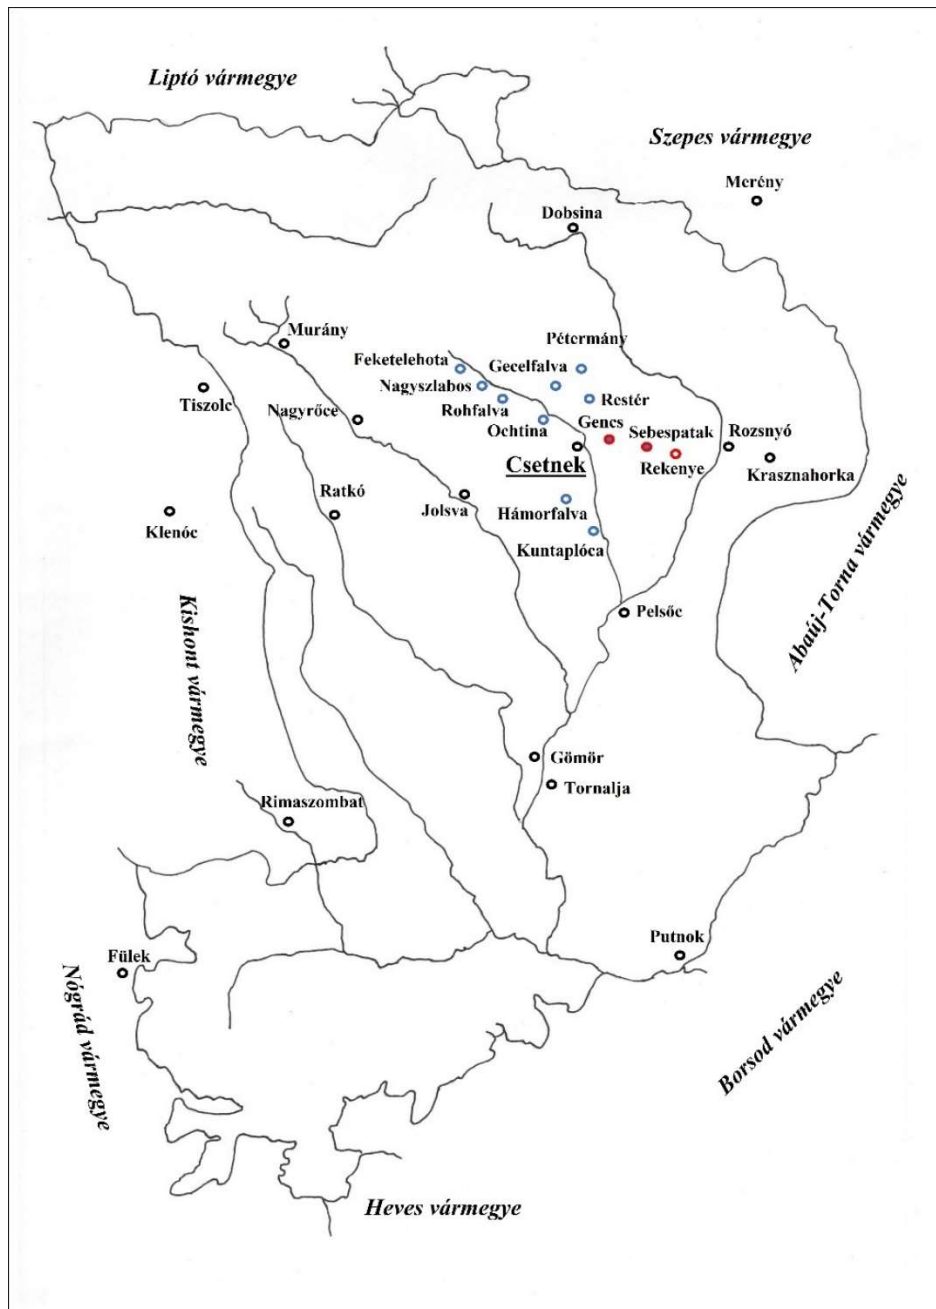 Liptó vármegye
Szepes vármegye
Merény
Dobsina
Murány
Pétermány
Feketelehota
Gecelfalva
Tiszolc
Nagyszlabos
Restér
Nagyrőce
Rohfalva
Ochtina
Gencs
Sebespatak
Rozsnyó
Csetnek
Rekenye
Krasznahorka
Ratkó
Jolsva
Hámorfalva
Klenóc
Kuntaplóca
Abaúj-Torna vármegye
Kishont vármegye
Pelsőc
Gömör
Tornalja
Rimaszombat
Putnok
Fülek
Nógrád vármegye
Borsod vármegye
Heves vármegye